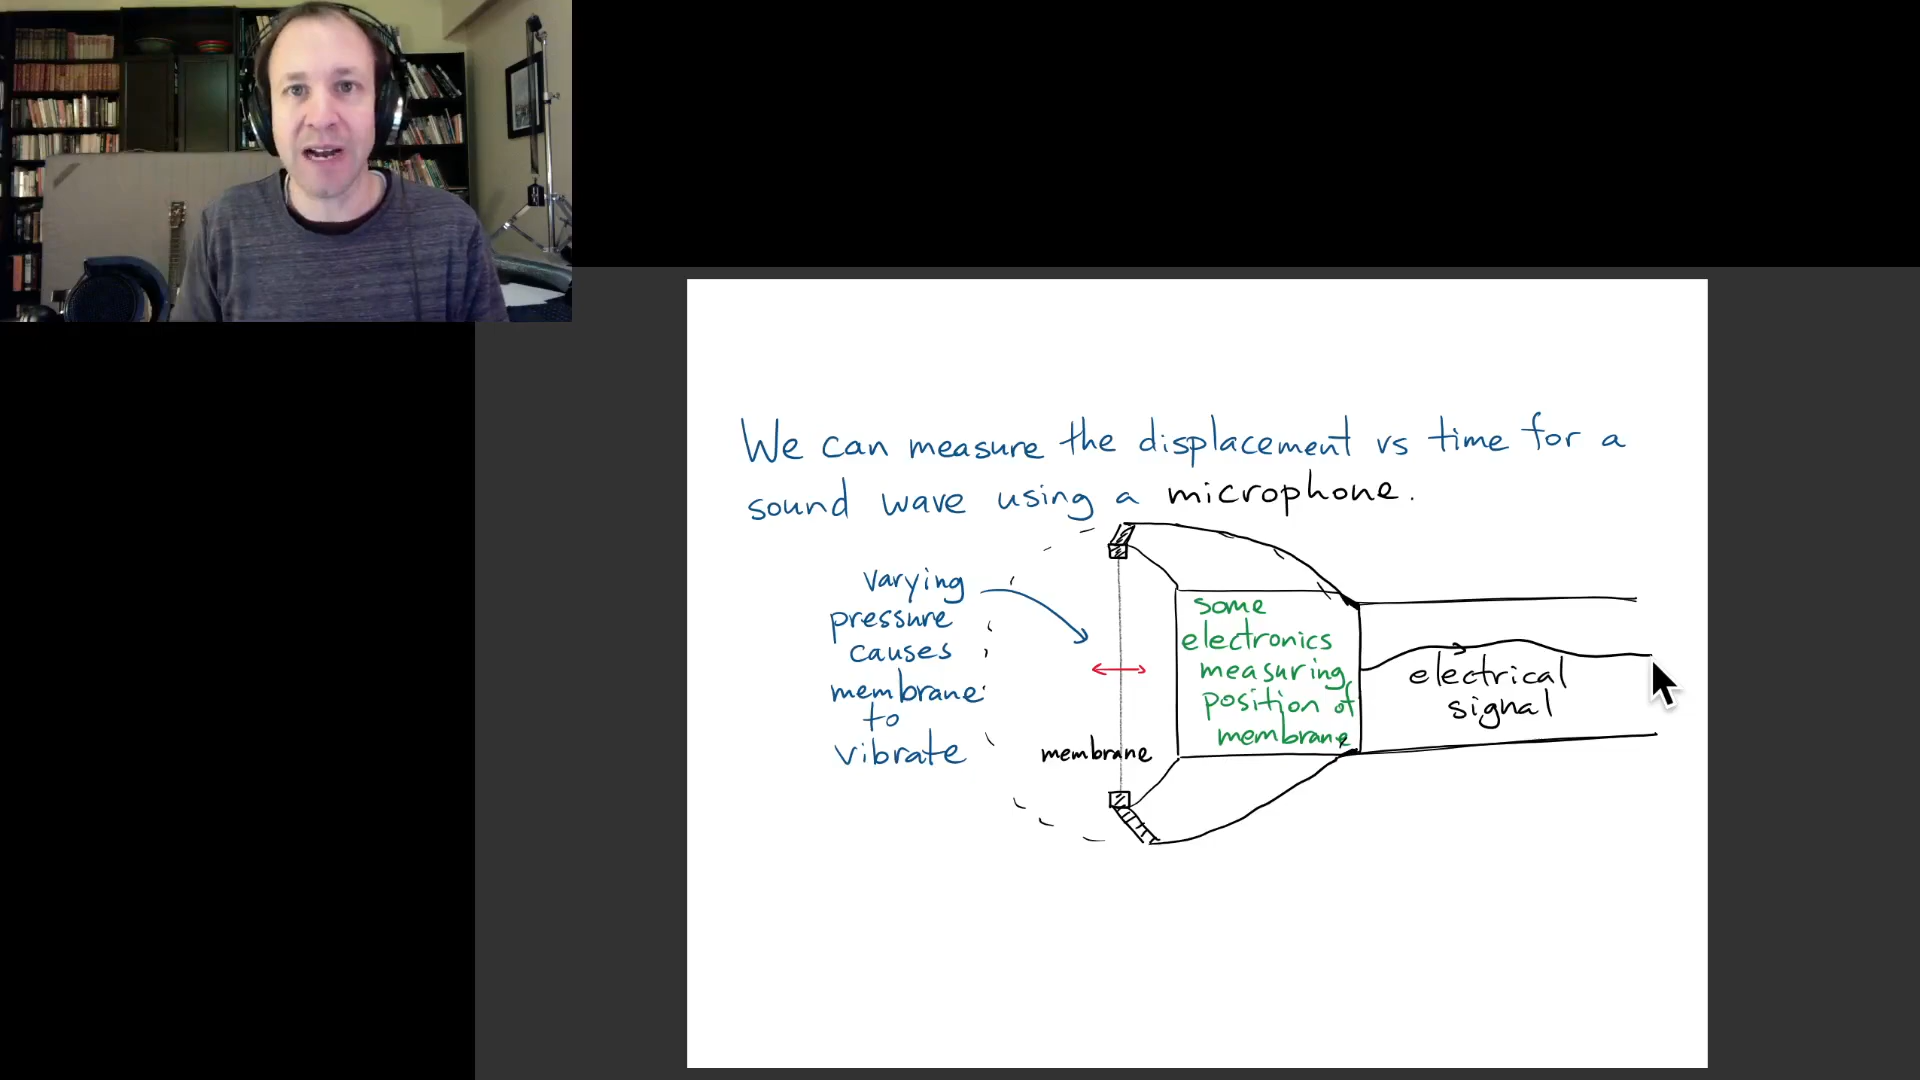 We can measure the displacement vs time for a
sound wave using a microphone.
varying
pressure
causes
membrane
to
vibrate
membrane
some
electronics
measuring
position of
membrane
electrical
signal